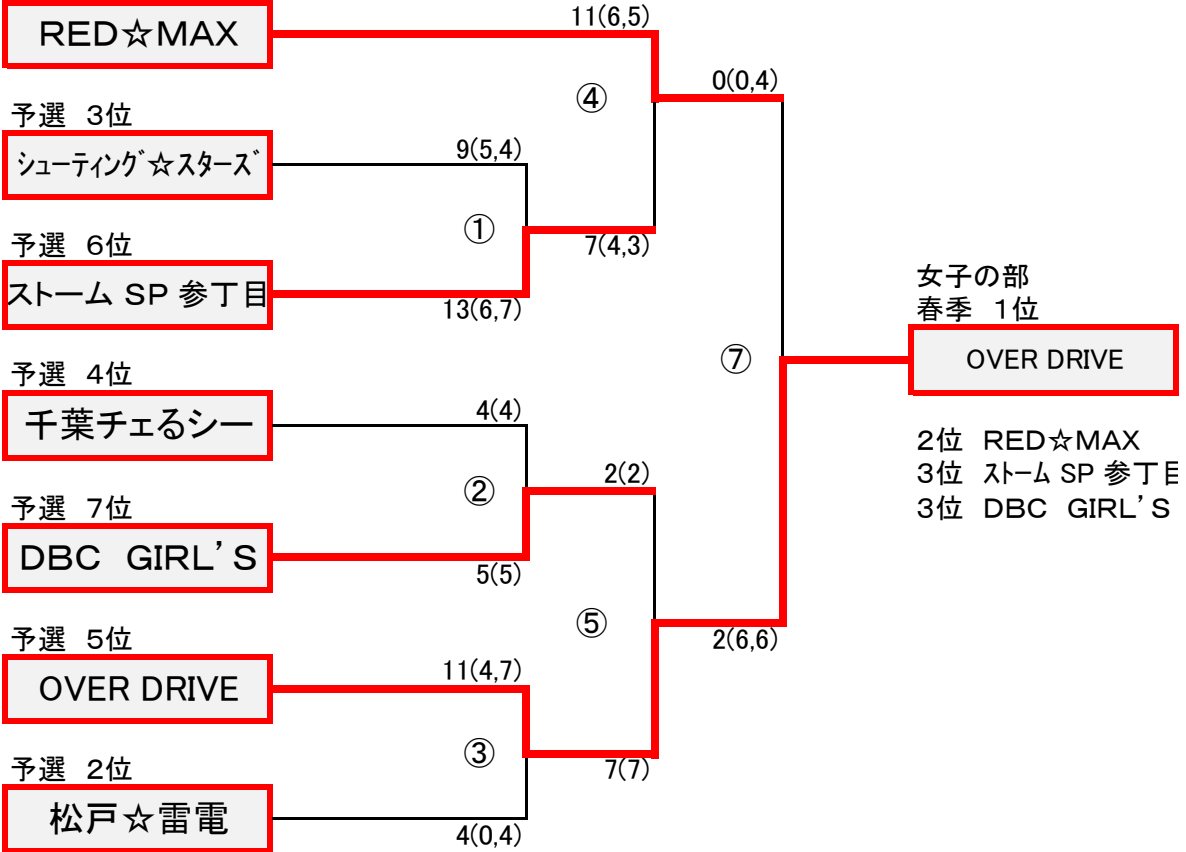 11(6,5)
RED☆MAX
0(0,4)
④
予選 3位
シューティング☆スターズ
9(5,4)
①
予選 6位
7(4,3)
ストーム SP 参丁目
13(6,7)
女子の部
春季 1位
OVER DRIVE
⑦
予選 4位
千葉チェるシー
4(4)
2位 RED☆MAX
3位 ストーム SP 参丁目
3位 DBC GIRL'S
②
2(2)
予選 7位
DBC GIRL'S
5(5)
⑤
予選 5位
2(6,6)
OVER DRIVE
11(4,7)
③
予選 2位
7(7)
松戸☆雷電
4(0,4)